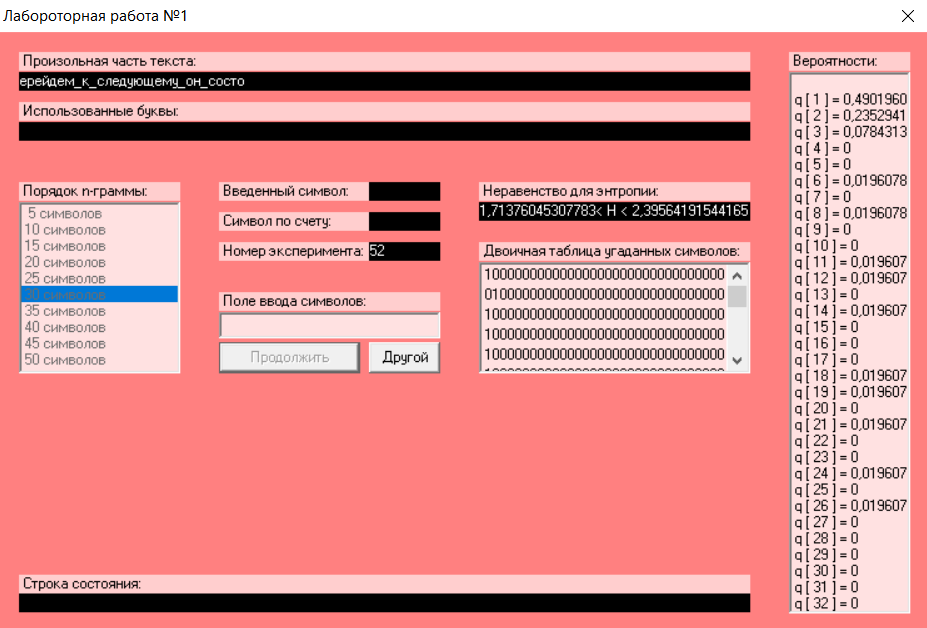 Лабороторная работа №1
Произольная часть текста:
ерейдем_к_следующему_он_состо
Использованные буквы:
Порядок n-граммы:
5 символов
10 символов
15 символов
20 символов
25 символов
30 символов
35 символов
40 символов
45 символов
50 символов
Введенный символ:
Символ по счету:
Номер эксперимента: 52
Поле ввода символов:
Продолжить
Другой
Неравенство для энтропии:
1,71376045307783< H < 2,39564191544165
Двоичная таблица угаданных символов:
10000000000000000000000000000000
01000000000000000000000000000000
10000000000000000000000000000000
10000000000000000000000000000000
10000000000000000000000000000000
Вероятности:
q [ 1 ] = 0,4901960
q [ 2 ] = 0,2352941
q [ 3 ] = 0,0784313
q [ 4 ] = 0
q [ 5 ] = 0
q [ 6 ] = 0,0196078
q [ 7 ] = 0
q [ 8 ] = 0,0196078
q [ 9 ] = 0
q [ 10 ] = 0
q [ 11 ] = 0,019607
q [ 12 ] = 0,019607
q [ 13 ] = 0
q [ 14 ] = 0,019607
q [ 15 ] = 0
q [ 16 ] = 0
q [ 17 ] = 0
q [ 18 ] = 0,019607
q [ 19 ] = 0,019607
q [ 20 ] = 0
q [ 21 ] = 0,019607
q [ 22 ] = 0
q [ 23 ] = 0
q [ 24 ] = 0,019607
q [ 25 ] = 0
q [ 26 ] = 0,019607
q [ 27 ] = 0
q [ 28 ] = 0
q [ 29 ] = 0
q [ 30 ] = 0
q [ 31 ] = 0
q [ 32 ] = 0
Строка состояния: